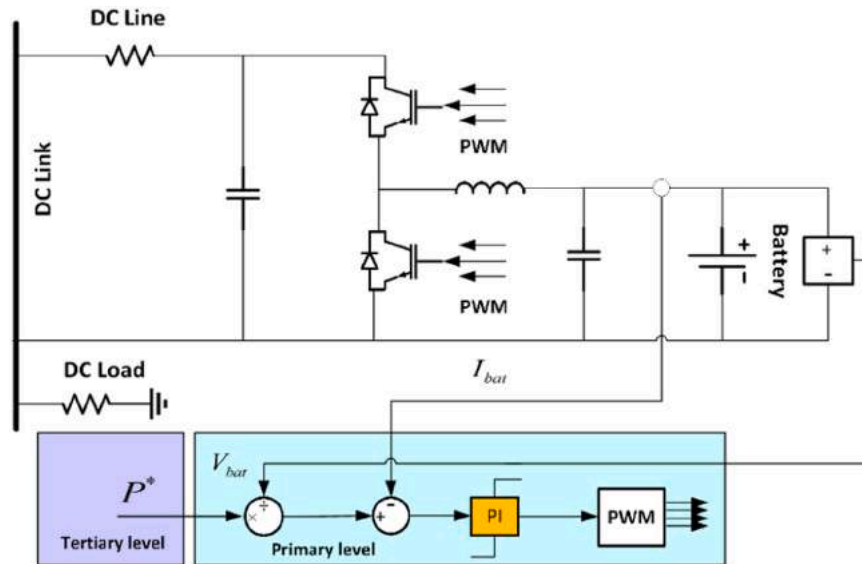 DC Line
DC Link
PWM
PWM
+
-
Battery
+
-
DC Load
I_bat
V_bat
P*
÷
×
-
+
PI
PWM
Tertiary level
Primary level